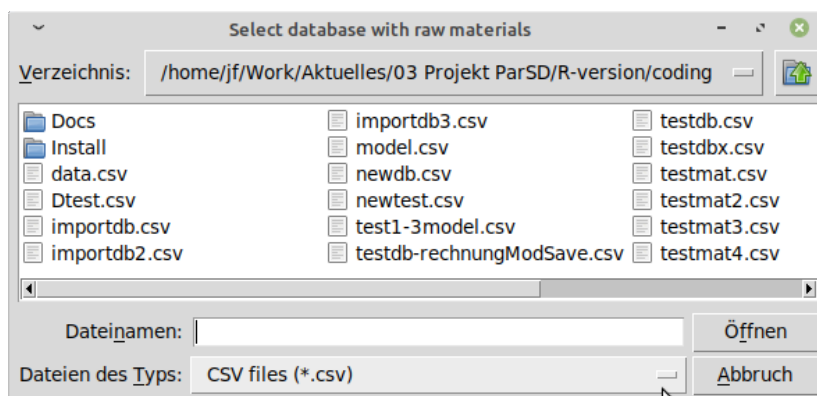 Select database with raw materials
Verzeichnis: /home/jf/Work/Aktuelles/03 Projekt ParSD/R-version/coding
Docs importdb3.csv testdb.csv
Install model.csv testdbx.csv
data.csv newdb.csv testmat.csv
Dtest.csv newtest.csv testmat2.csv
importdb.csv test1-3model.csv testmat3.csv
importdb2.csv testdb-rechnungModSave.csv testmat4.csv
Dateinamen: Öffnen
Dateien des Typs: CSV files (*.csv) Abbruch